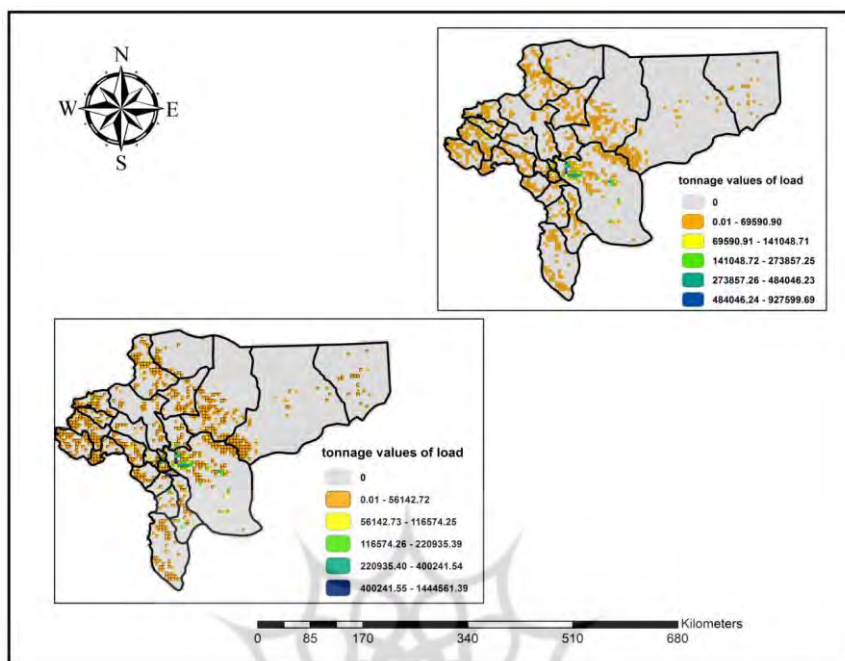 N
W E
S
tonnage values of load
0
0.01 - 69590.90
69590.91 - 141048.71
141048.72 - 273857.25
273857.26 - 484046.23
484046.24 - 927599.69
tonnage values of load
0
0.01 - 56142.72
56142.73 - 116574.25
116574.26 - 220935.39
220935.40 - 400241.54
400241.55 - 1444561.39
Kilometers
0 85 170 340 510 680